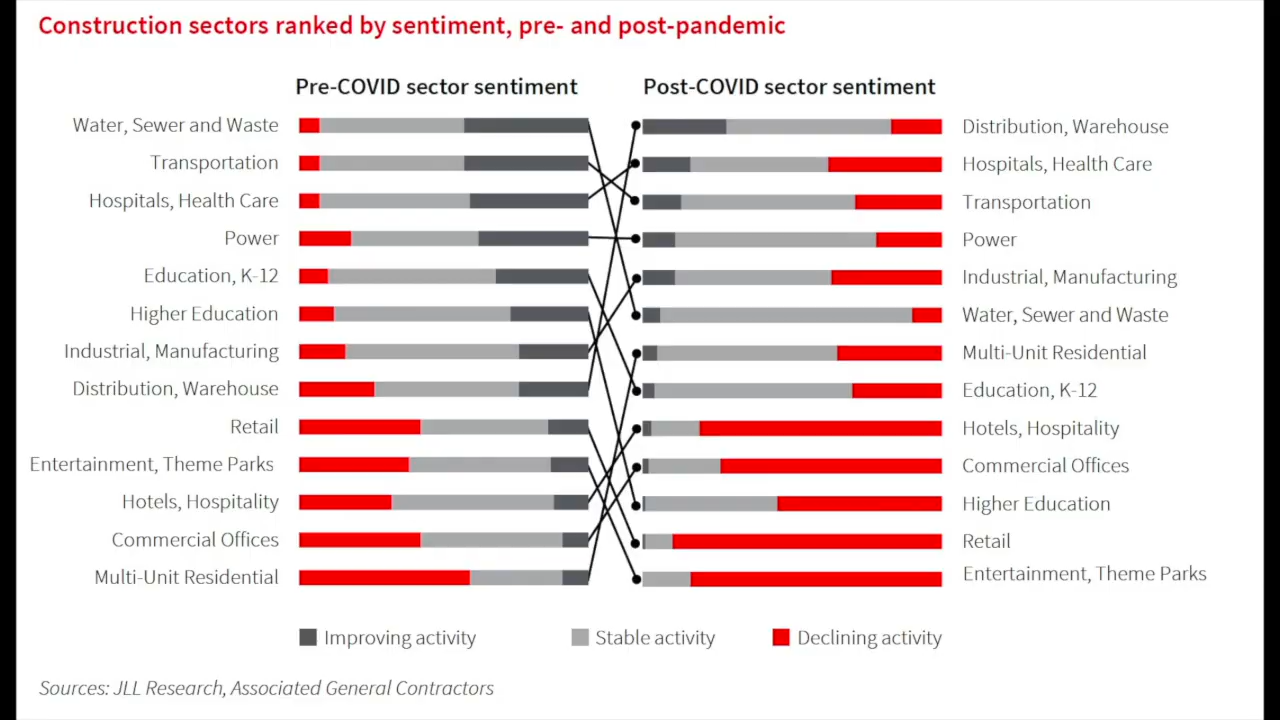 Construction sectors ranked by sentiment, pre- and post-pandemic
Pre-COVID sector sentiment
Post-COVID sector sentiment
Water, Sewer and Waste
Distribution, Warehouse
Transportation
Hospitals, Health Care
Hospitals, Health Care
Transportation
Power
Power
Education, K-12
Industrial, Manufacturing
Higher Education
Water, Sewer and Waste
Industrial, Manufacturing
Multi-Unit Residential
Distribution, Warehouse
Education, K-12
Retail
Hotels, Hospitality
Entertainment, Theme Parks
Commercial Offices
Hotels, Hospitality
Higher Education
Commercial Offices
Retail
Multi-Unit Residential
Entertainment, Theme Parks
Improving activity
Stable activity
Declining activity
Sources: JLL Research, Associated General Contractors